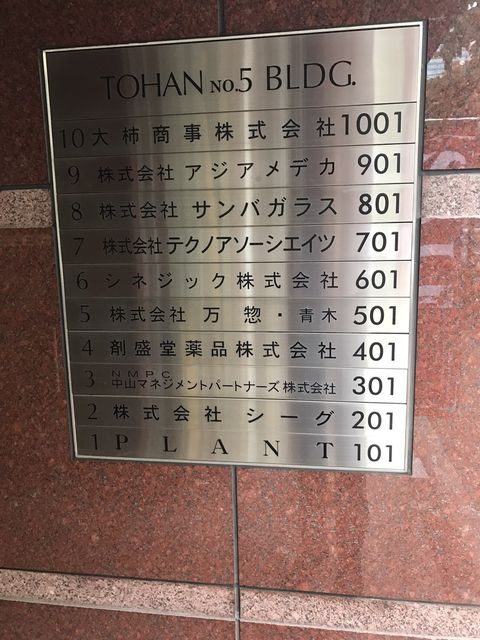 TOHAN NO.5 BLDG.
10 大柿商事株式会社 1001
9 株式会社 アジアメデカ 901
8 株式会社 サンバガラス 801
7 株式会社 テクノアソーシエイツ 701
6 シネジック株式会社 601
5 株式会社 万惣・青木 501
4 剤盛堂薬品株式会社 401
3 NMPC 中山マネジメントパートナーズ 株式会社 301
2 株式会社 シーグ 201
1 PLANT 101